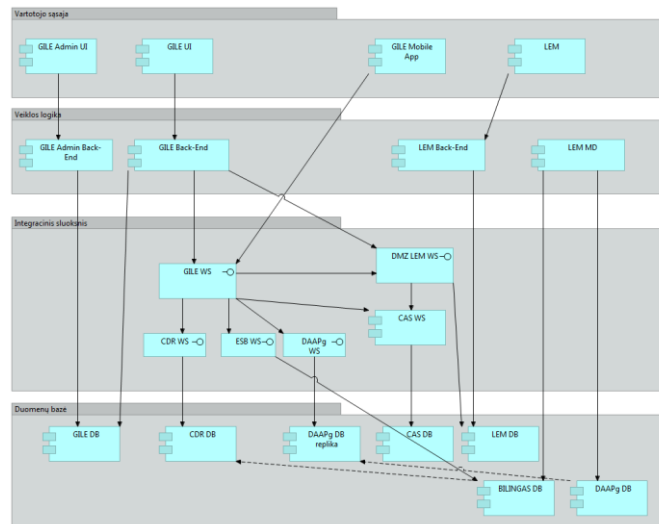 Vartotojo sąsaja
GILE Admin UI
GILE UI
GILE Mobile
App
LEM
Veiklos logika
GILE Admin Back-
End
GILE Back-End
LEM Back-End
LEM MD
Integracinis sluoksnis
DMZ LEM WS
GILE WS
CAS WS
CDR WS
ESB WS
DAAPg
WS
Duomenų bazė
GILE DB
CDR DB
DAAPg DB
replika
CAS DB
LEM DB
BILINGAS DB
DAAPg DB